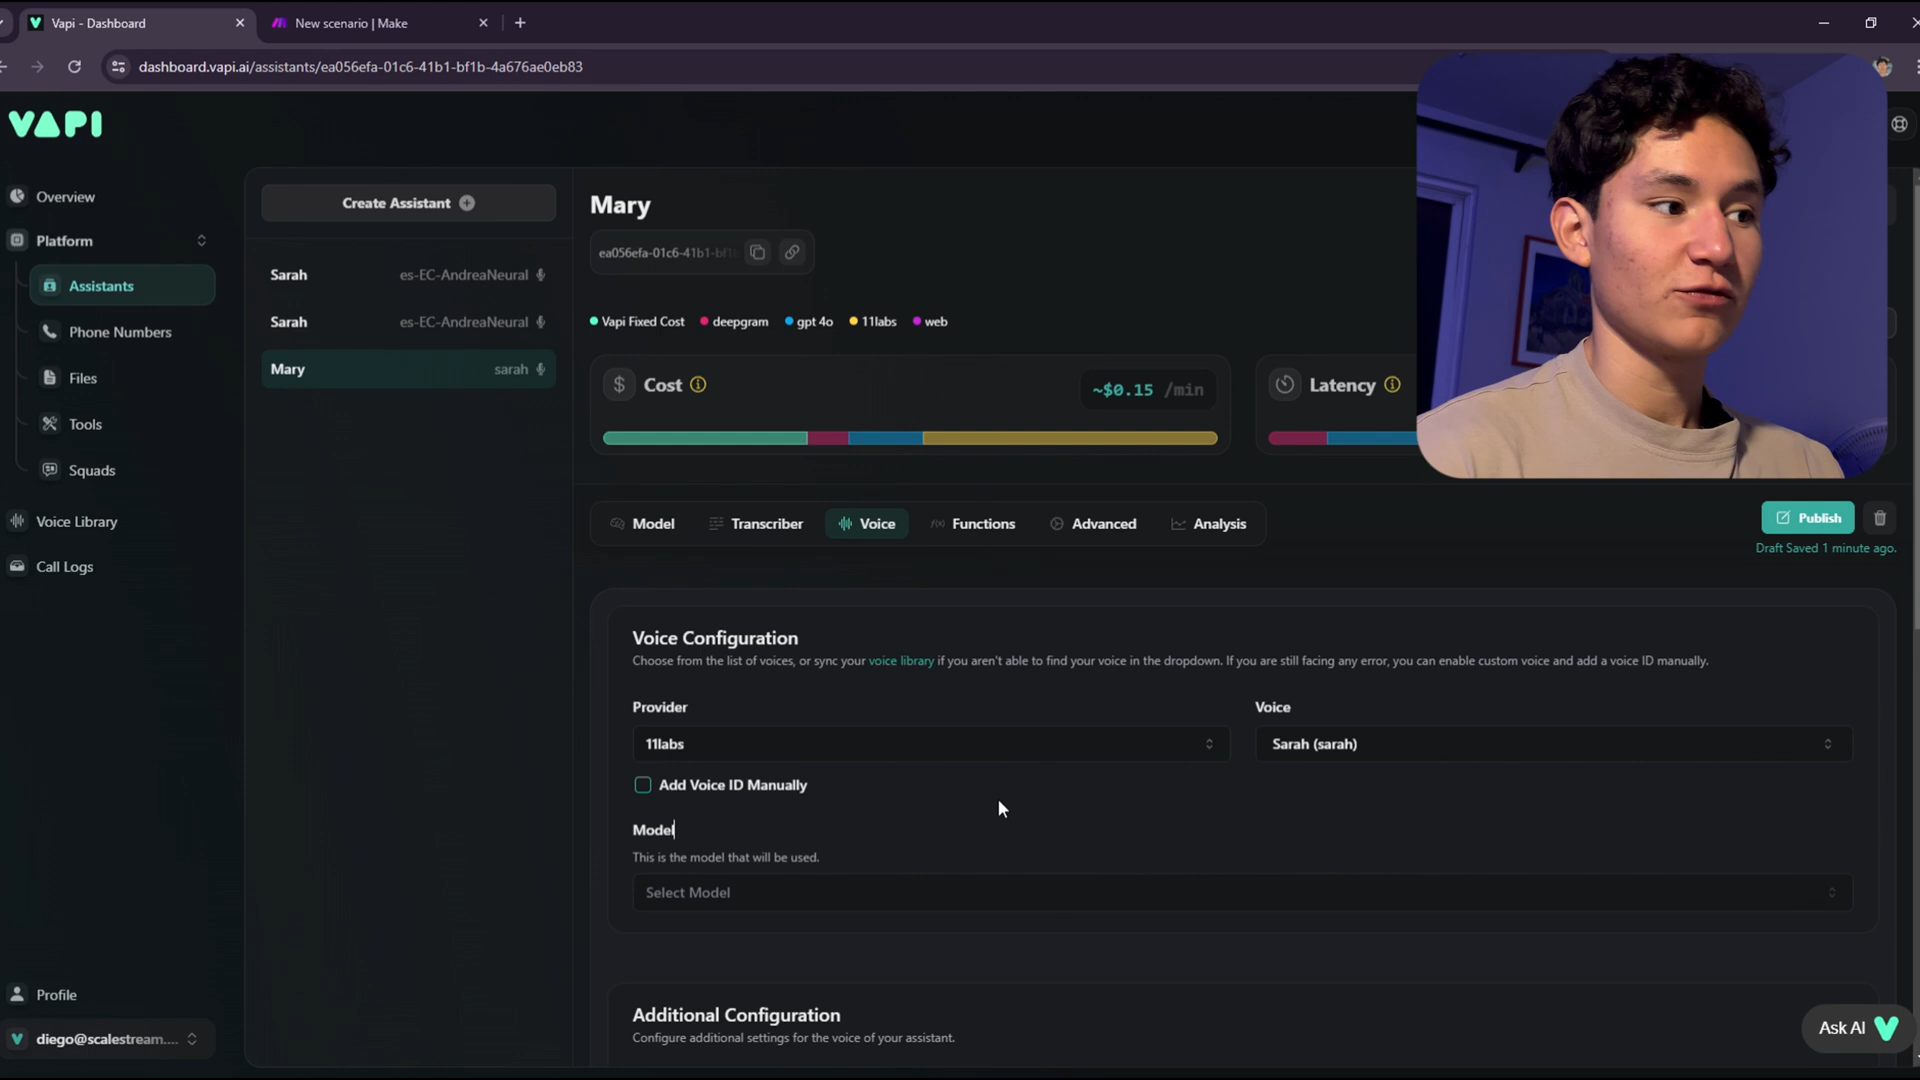 Vapi - Dashboard
New scenario | Make
dashboard.vapi.ai/assistants/ea056efa-01c6-41b1-bf1b-4a676ae0eb83
VAPI
Overview
Platform
Assistants
Phone Numbers
Files
Tools
Squads
Voice Library
Call Logs
Profile
diego@scalestream....
Create Assistant
Sarah es-EC-AndreaNeural
Sarah es-EC-AndreaNeural
Mary sarah
Mary
ea056efa-01c6-41b1-bf1b
Vapi Fixed Cost deepgram gpt 4o 11labs web
$ Cost ~$0.15 /min
Latency
Model Transcriber Voice Functions Advanced Analysis
Publish
Draft Saved 1 minute ago.
Voice Configuration
Choose from the list of voices, or sync your voice library if you aren't able to find your voice in the dropdown. If you are still facing any error, you can enable custom voice and add a voice ID manually.
Provider Voice
11labs Sarah (sarah)
Add Voice ID Manually
Model
This is the model that will be used.
Select Model
Additional Configuration
Configure additional settings for the voice of your assistant.
Ask AI